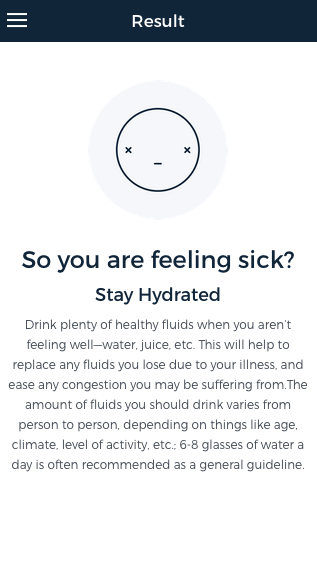 Result
So you are feeling sick?
Stay Hydrated
Drink plenty of healthy fluids when you aren’t
feeling well—water, juice, etc. This will help to
replace any fluids you lose due to your illness, and
ease any congestion you may be suffering from.The
amount of fluids you should drink varies from
person to person, depending on things like age,
climate, level of activity, etc.; 6-8 glasses of water a
day is often recommended as a general guideline.